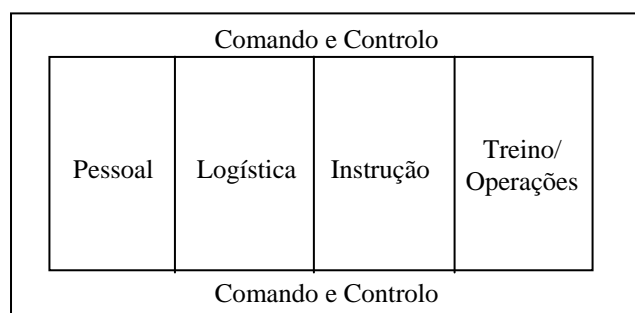 Comando e Controlo
Pessoal
Logística
Instrução
Treino/
Operações
Comando e Controlo